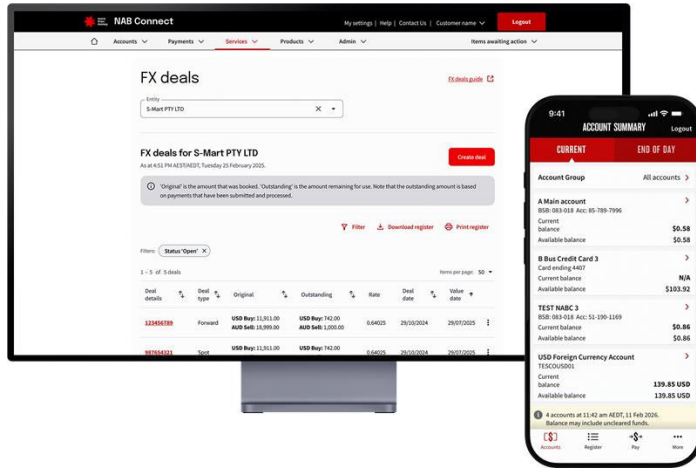 NAB Connect
My settings | Help | Contact Us | Customer name
Logout
Accounts Payments Services Products Admin Items awaiting action
FX deals
FX deals guide
Entity
S-Mart PTY LTD
FX deals for S-Mart PTY LTD
As at 4:51 PM AEST/AEDT, Tuesday 25 February 2025.
Create deal
'Original' is the amount that was booked. 'Outstanding' is the amount remaining for use. Note that the outstanding amount is based
on payments that have been submitted and processed.
Filter Download register Print register
Filters: Status 'Open'
1 – 5 of 5 deals
Items per page: 50
Deal details Deal type Original Outstanding Rate Deal date Value date
USD Buy: 11,911.00 USD Buy: 742.00
123456789 Forward 0.64025 29/10/2024 29/07/2025
AUD Sell: 18,999.00 AUD Sell: 1,000.00
USD Buy: 11,911.00 USD Buy: 742.00
987654321 Spot 0.64025 29/10/2024 29/07/2025
9:41
ACCOUNT SUMMARY Logout
CURRENT END OF DAY
Account Group All accounts
A Main account
BSB: 083-018 Acc: 85-789-7996
Current
balance $0.58
Available balance $0.58
B Bus Credit Card 3
Card ending 4407
Current balance N/A
Available balance $103.92
TEST NABC 3
BSB: 083-018 Acc: 51-190-1169
Current balance $0.86
Available balance $0.86
USD Foreign Currency Account
TESCOUSD01
Current
balance 139.85 USD
Available balance 139.85 USD
4 accounts at 11:42 am AEDT, 11 Feb 2026.
Balance may include uncleared funds.
Accounts Register Pay More